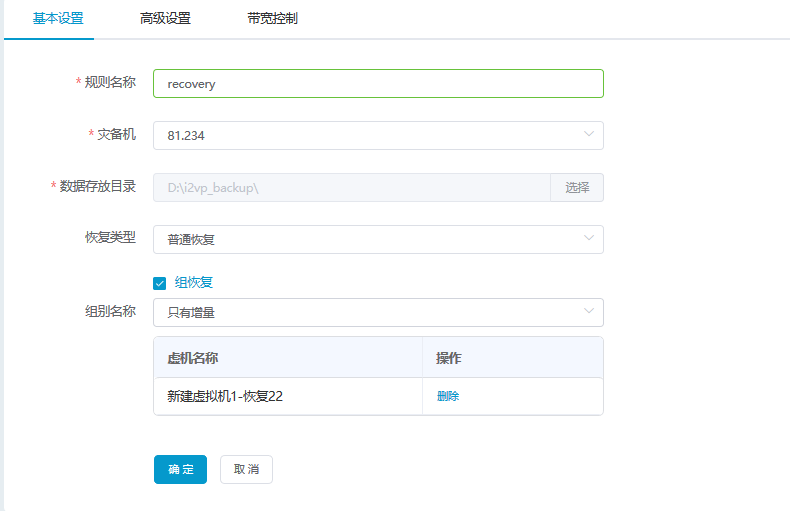 基本设置 高级设置 带宽控制
* 规则名称 recovery
* 灾备机 81.234
* 数据存放目录 D:\i2vp_backup\ 选择
恢复类型 普通恢复
组恢复
组别名称 只有增量
虚机名称 操作
新建虚拟机1-恢复22 删除
确定 取消